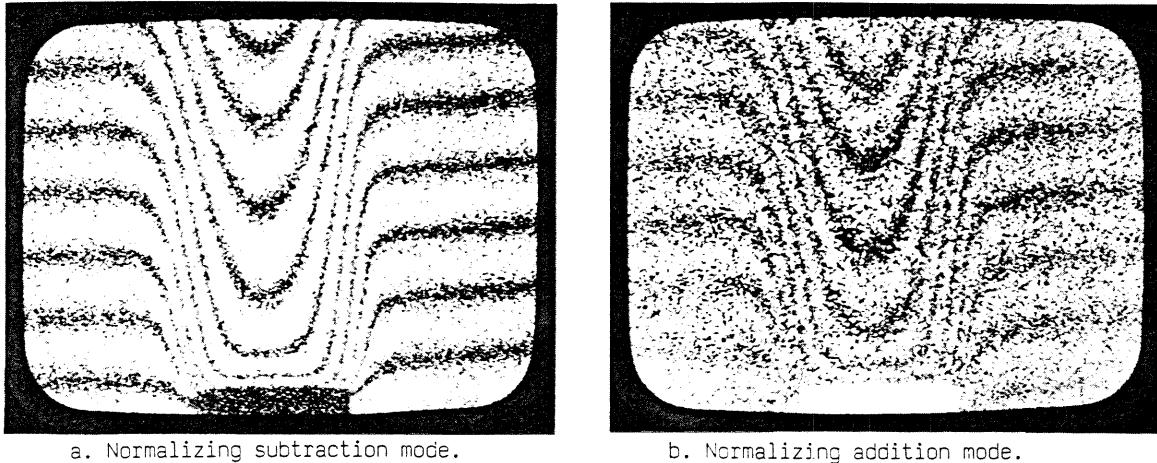 a. Normalizing subtraction mode.
b. Normalizing addition mode.